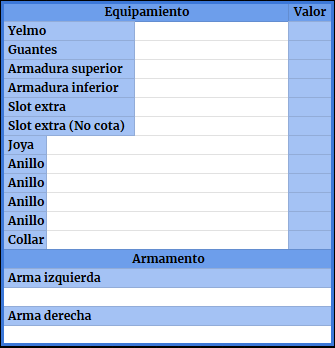 Equipamiento Valor
Yelmo
Guantes
Armadura superior
Armadura inferior
Slot extra
Slot extra (No cota)
Joya
Anillo
Anillo
Anillo
Anillo
Collar
Armamento
Arma izquierda
Arma derecha